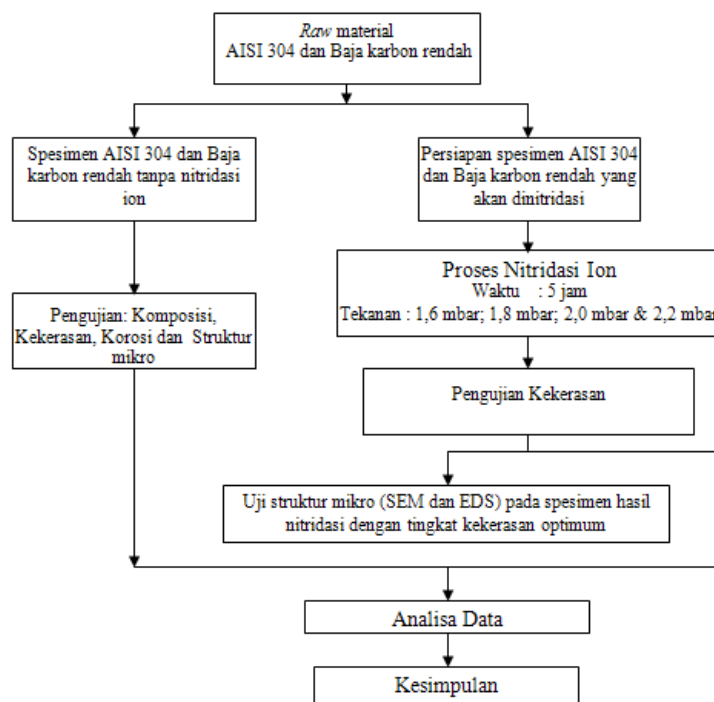 Raw material
AISI 304 dan Baja karbon rendah
Spesimen AISI 304 dan Baja
karbon rendah tanpa nitridasi
ion
Persiapan spesimen AISI 304
dan Baja karbon rendah yang
akan dinitridasi
Proses Nitridasi Ion
Waktu : 5 jam
Tekanan : 1,6 mbar; 1,8 mbar; 2,0 mbar & 2,2 mbar
Pengujian: Komposisi,
Kekerasan, Korosi dan Struktur
mikro
Pengujian Kekerasan
Uji struktur mikro (SEM dan EDS) pada spesimen hasil
nitridasi dengan tingkat kekerasan optimum
Analisa Data
Kesimpulan